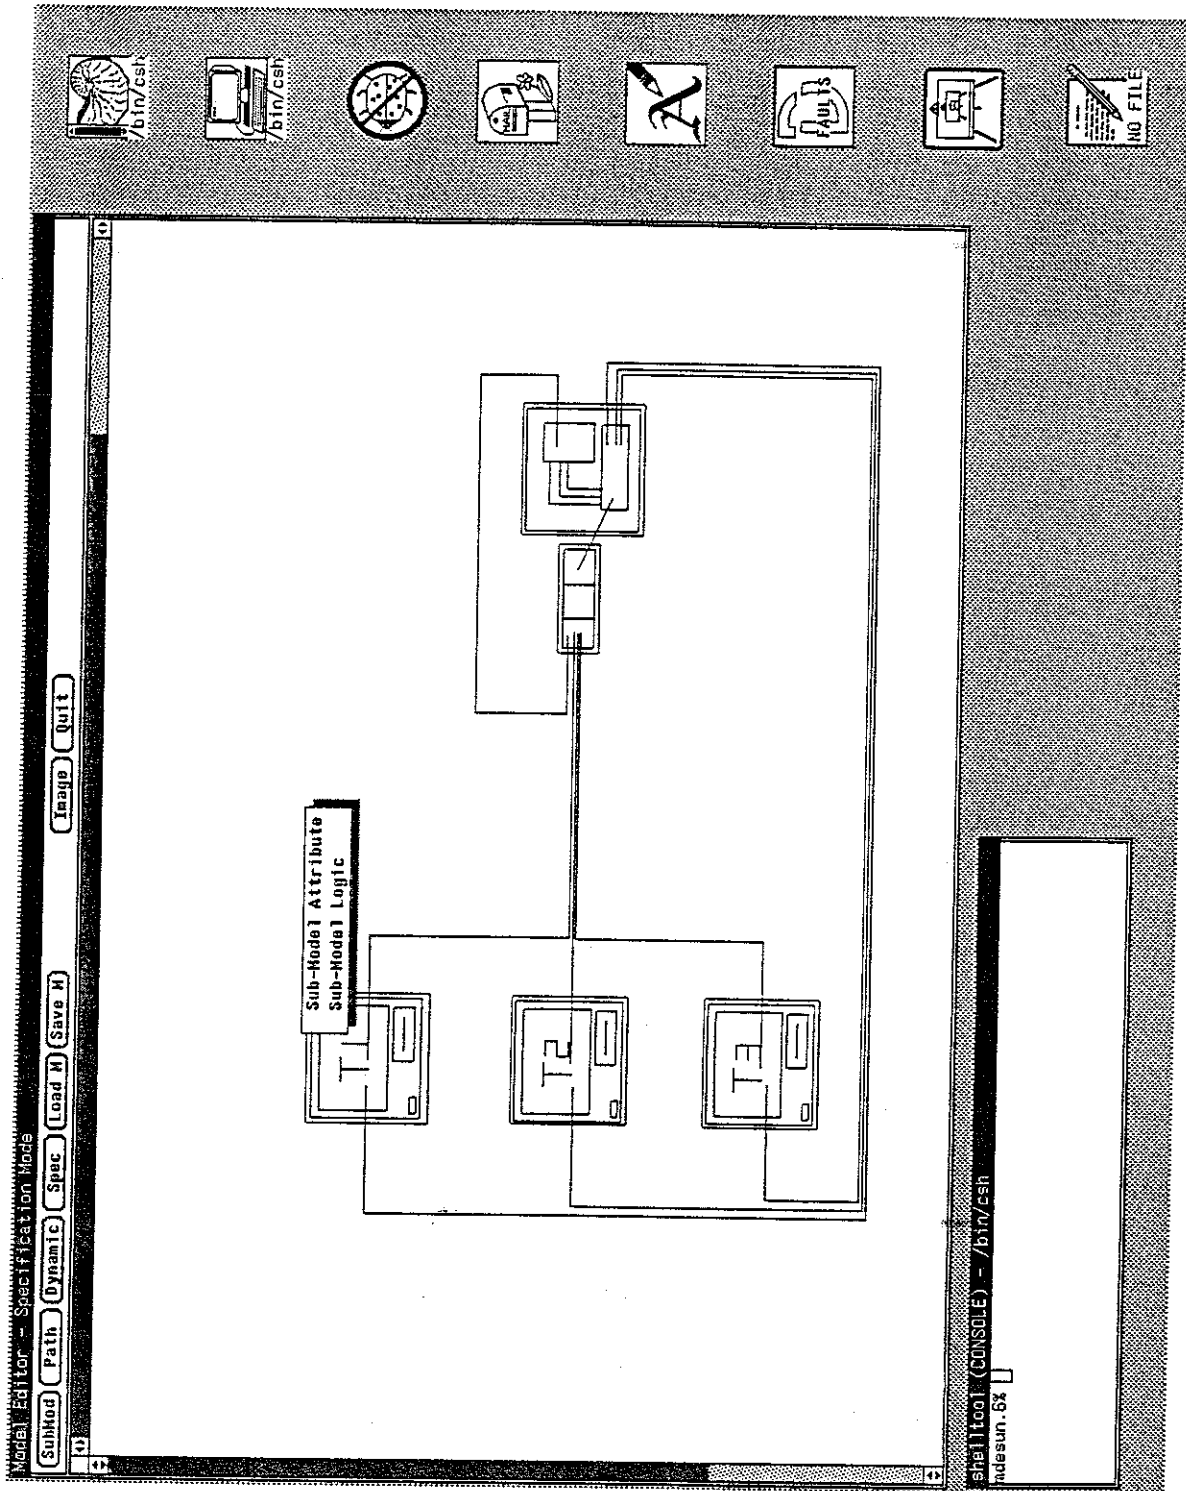 Model Editor - Specification Mode
SubMod Path Dynamic Spec Load M Save M Image Quit
Sub-Model Attribute
Sub-Model Logic
T1
T2
T3
shelltool (CONSOLE) - /bin/csh
mdesun.6%
/bin/csh
/bin/csh
A
FAULTS
NO FILE